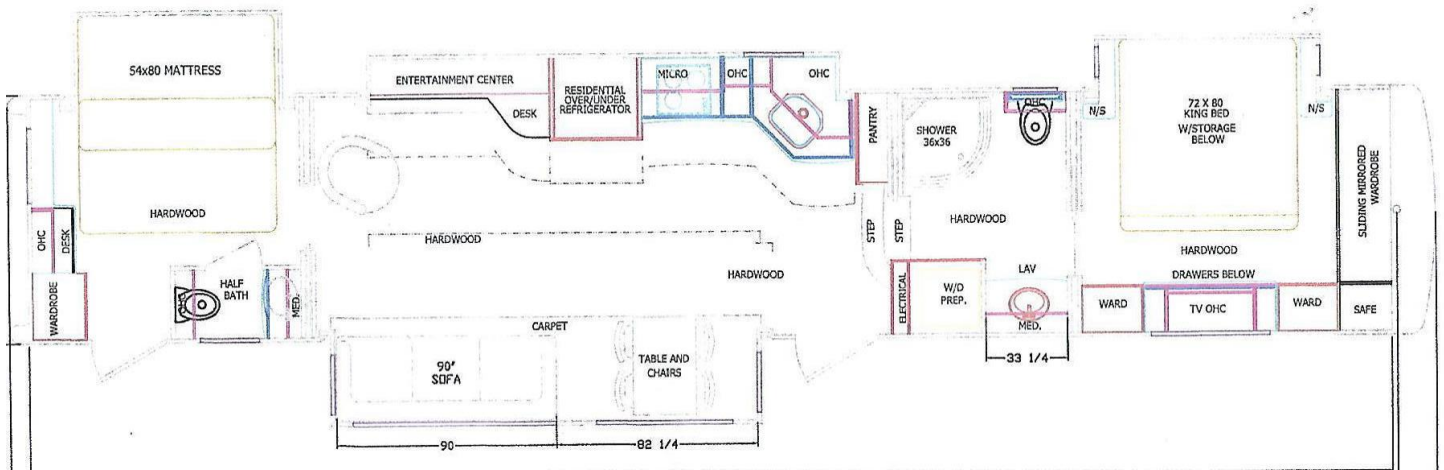 54x80 MATTRESS
HARDWOOD
OHC
DESK
WARDROBE
HALF
BATH
OHC
MED.
ENTERTAINMENT CENTER
DESK
RESIDENTIAL
OVER/UNDER
REFRIGERATOR
MICRO
OHC
OHC
PANTRY
HARDWOOD
HARDWOOD
CARPET
90"
SOFA
TABLE AND
CHAIRS
90
82 1/4
STEP
STEP
SHOWER
36x36
OHC
HARDWOOD
ELECTRICAL
W/D
PREP.
LAV
MED.
33 1/4
N/S
72 X 80
KING BED
W/STORAGE
BELOW
N/S
HARDWOOD
DRAWERS BELOW
WARD
TV OHC
WARD
SLIDING MIRRORED
WARDROBE
SAFE